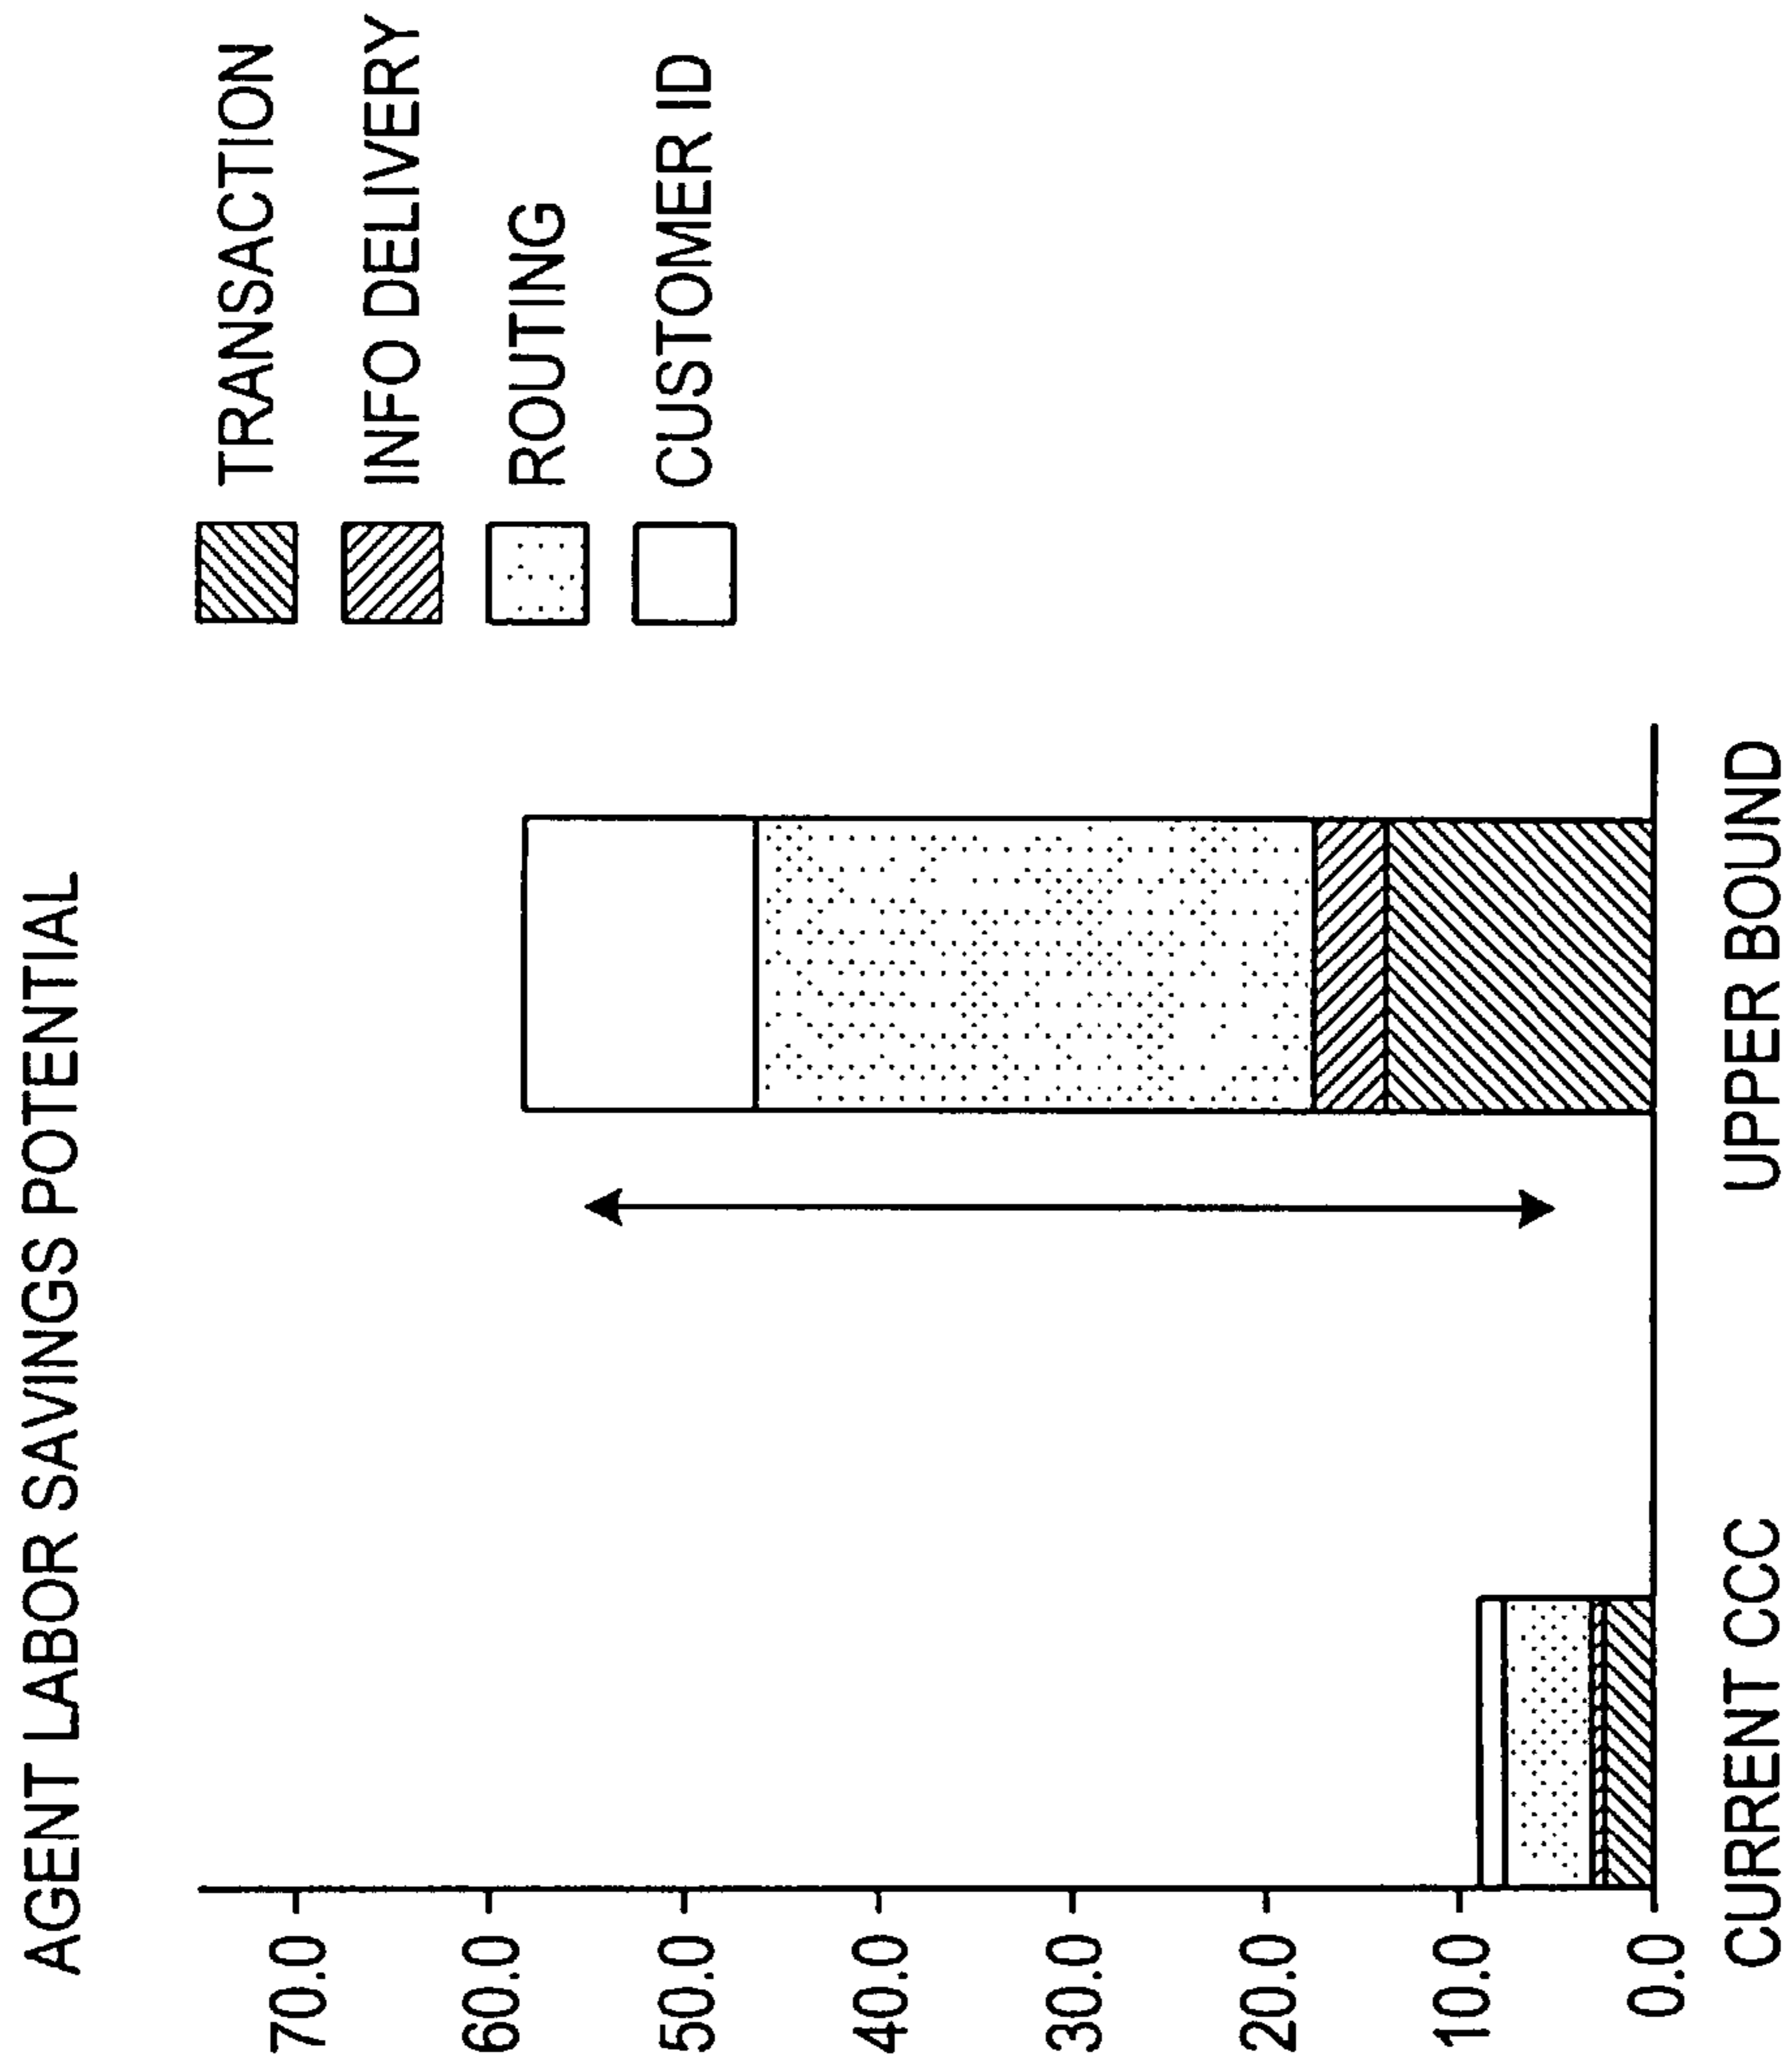 AGENT LABOR SAVINGS POTENTIAL
70.0
60.0
50.0
40.0
30.0
20.0
10.0
0.0
CURRENT CCC
UPPER BOUND
TRANSACTION
INFO DELIVERY
ROUTING
CUSTOMER ID